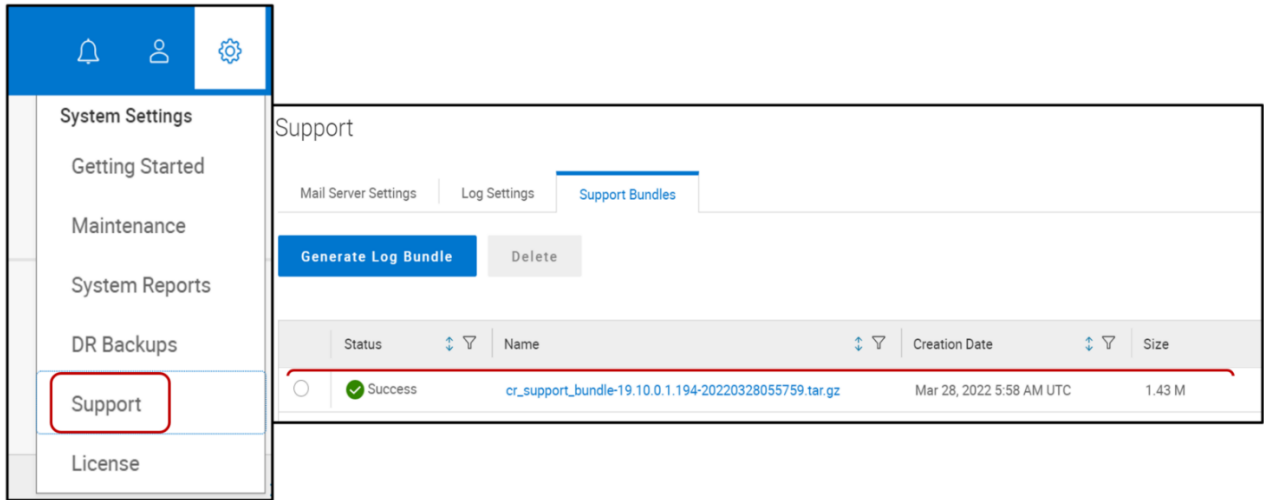 System Settings
Getting Started
Maintenance
System Reports
DR Backups
Support
License
Support
Mail Server Settings
Log Settings
Support Bundles
Generate Log Bundle
Delete
Status
Name
Creation Date
Size
Success
cr_support_bundle-19.10.0.1.194-20220328055759.tar.gz
Mar 28, 2022 5:58 AM UTC
1.43 M